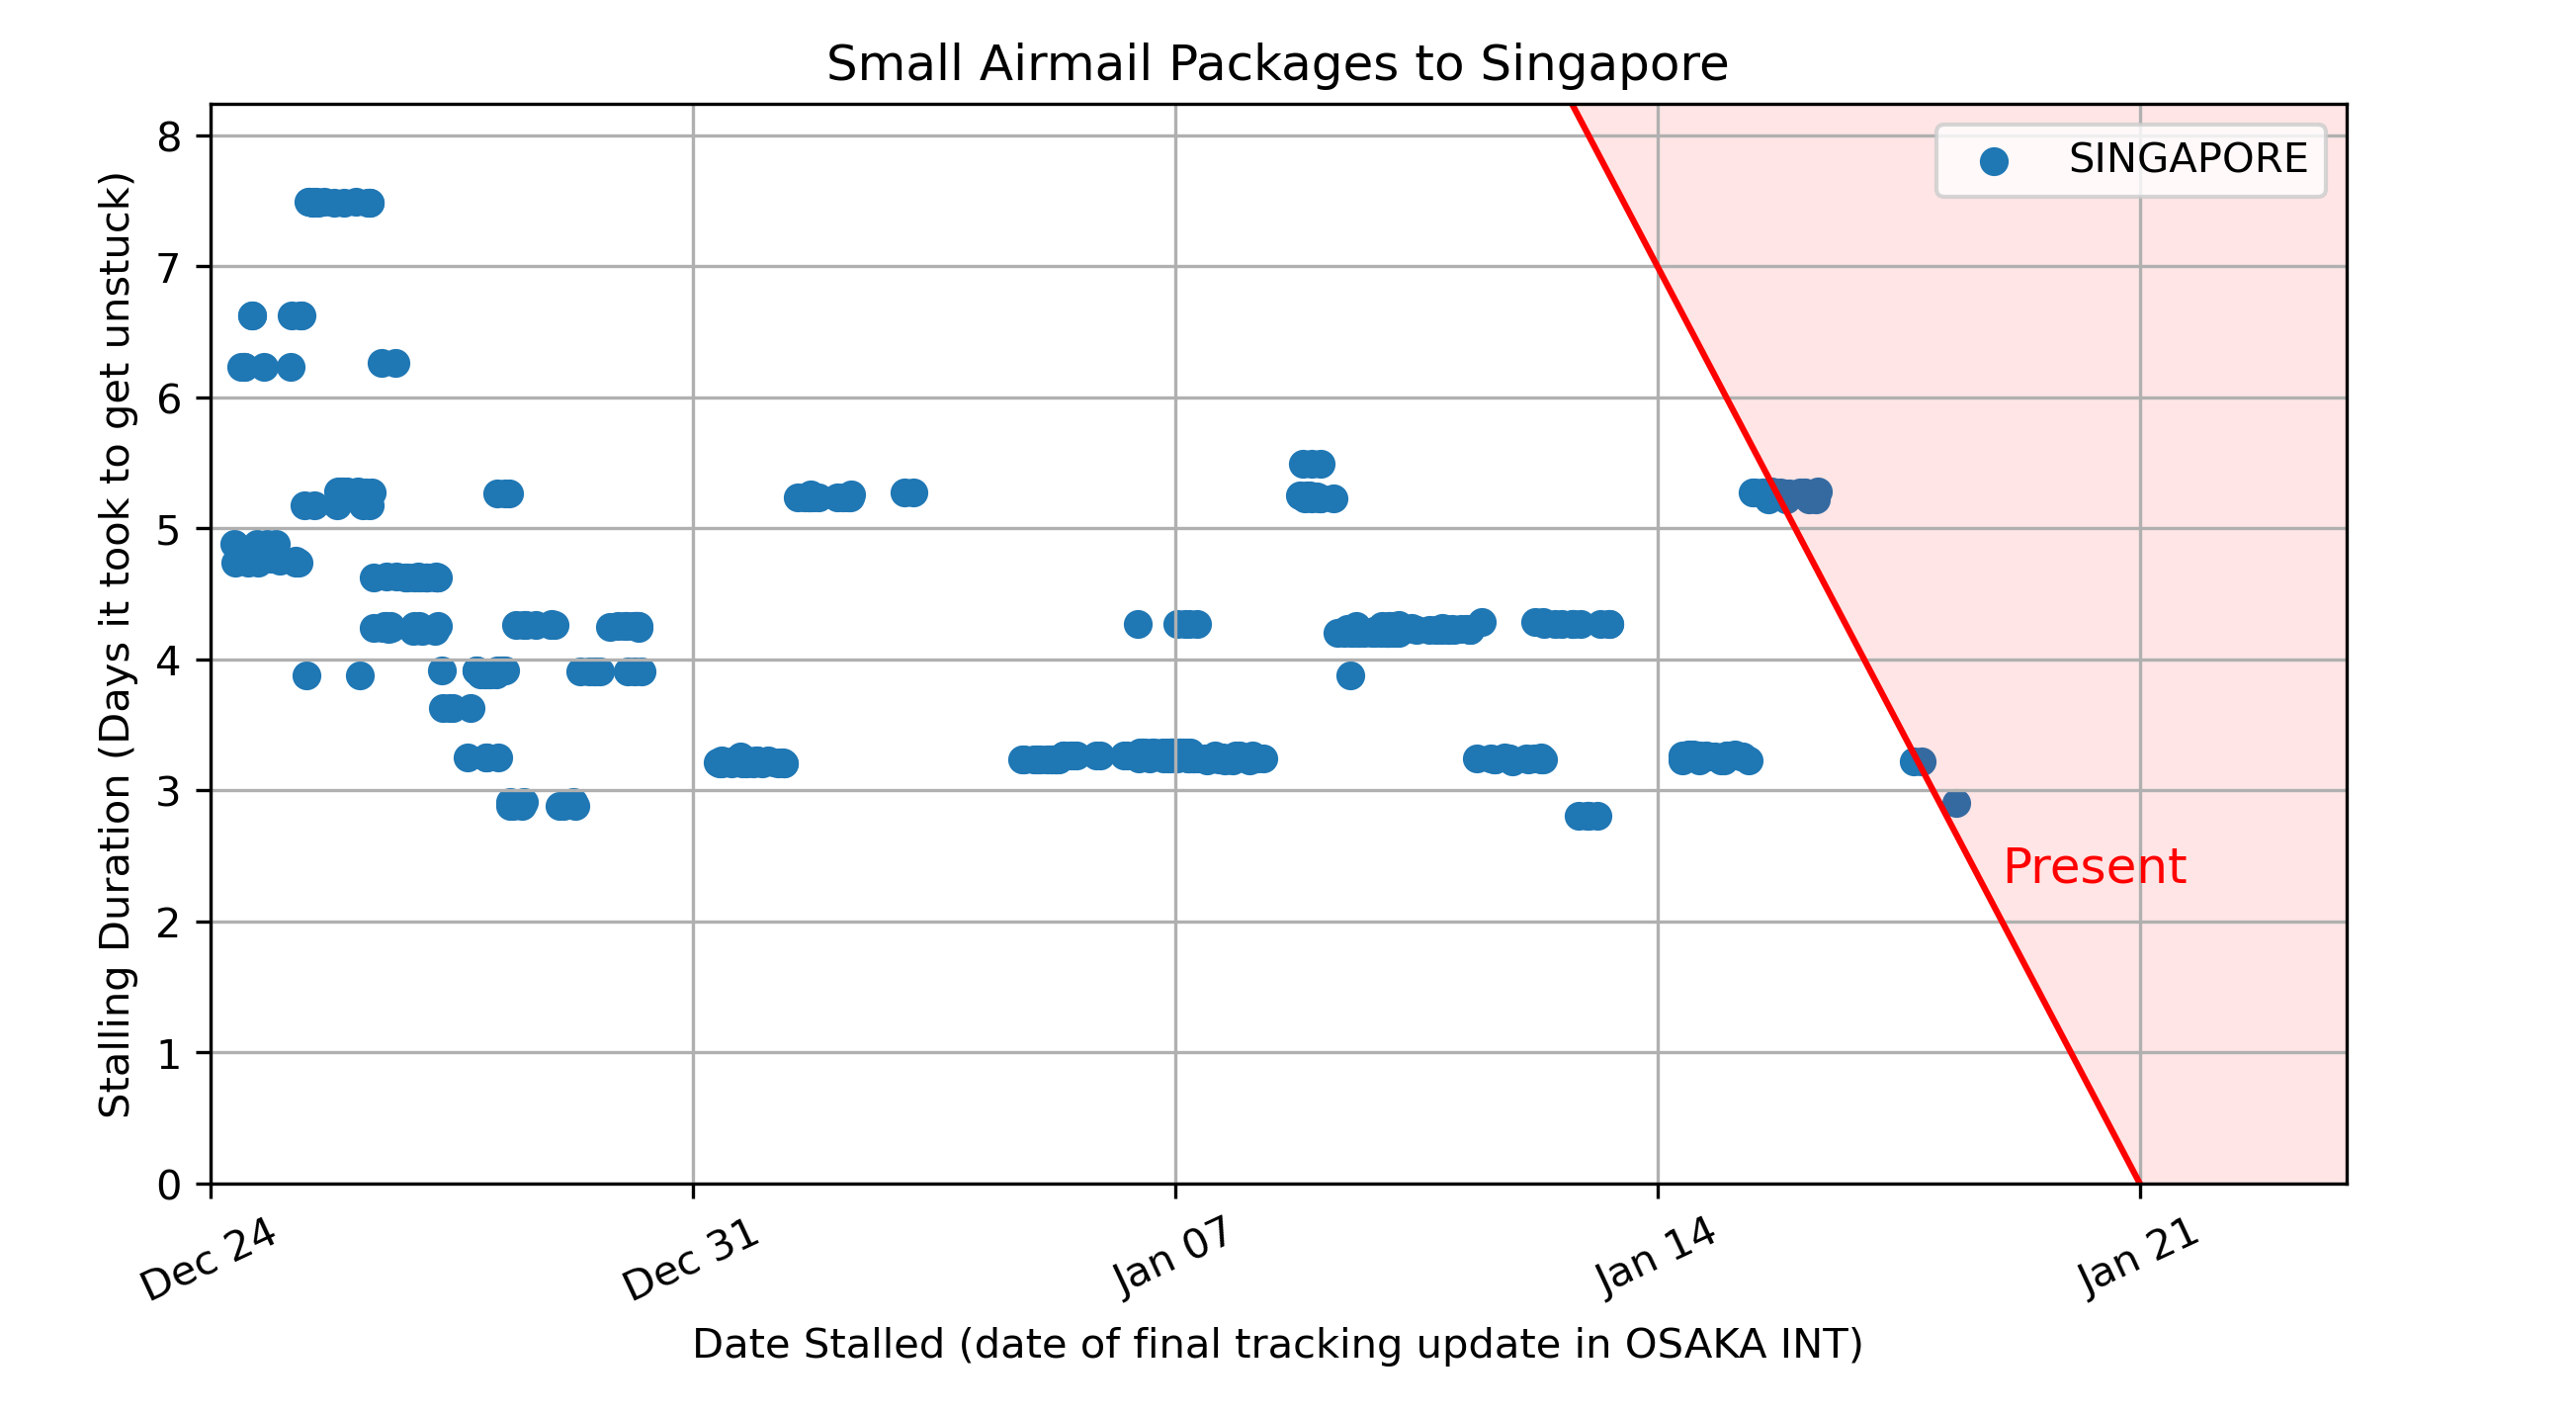 Small Airmail Packages to Singapore
SINGAPORE
Stalling Duration (Days it took to get unstuck)
8
7
6
5
4
3
2
1
0
Present
Dec 24
Dec 31
Jan 07
Jan 14
Jan 21
Date Stalled (date of final tracking update in OSAKA INT)